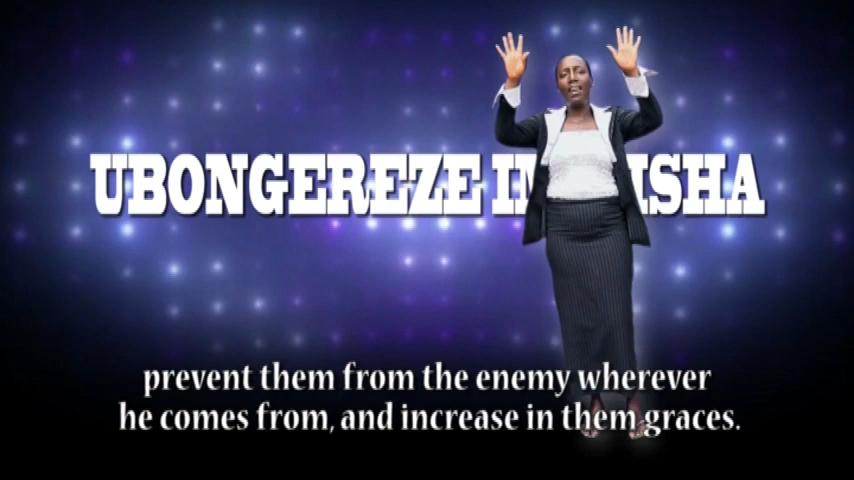 UBONGEREZE
prevent them from the enemy wherever
he comes from, and increase in them graces.